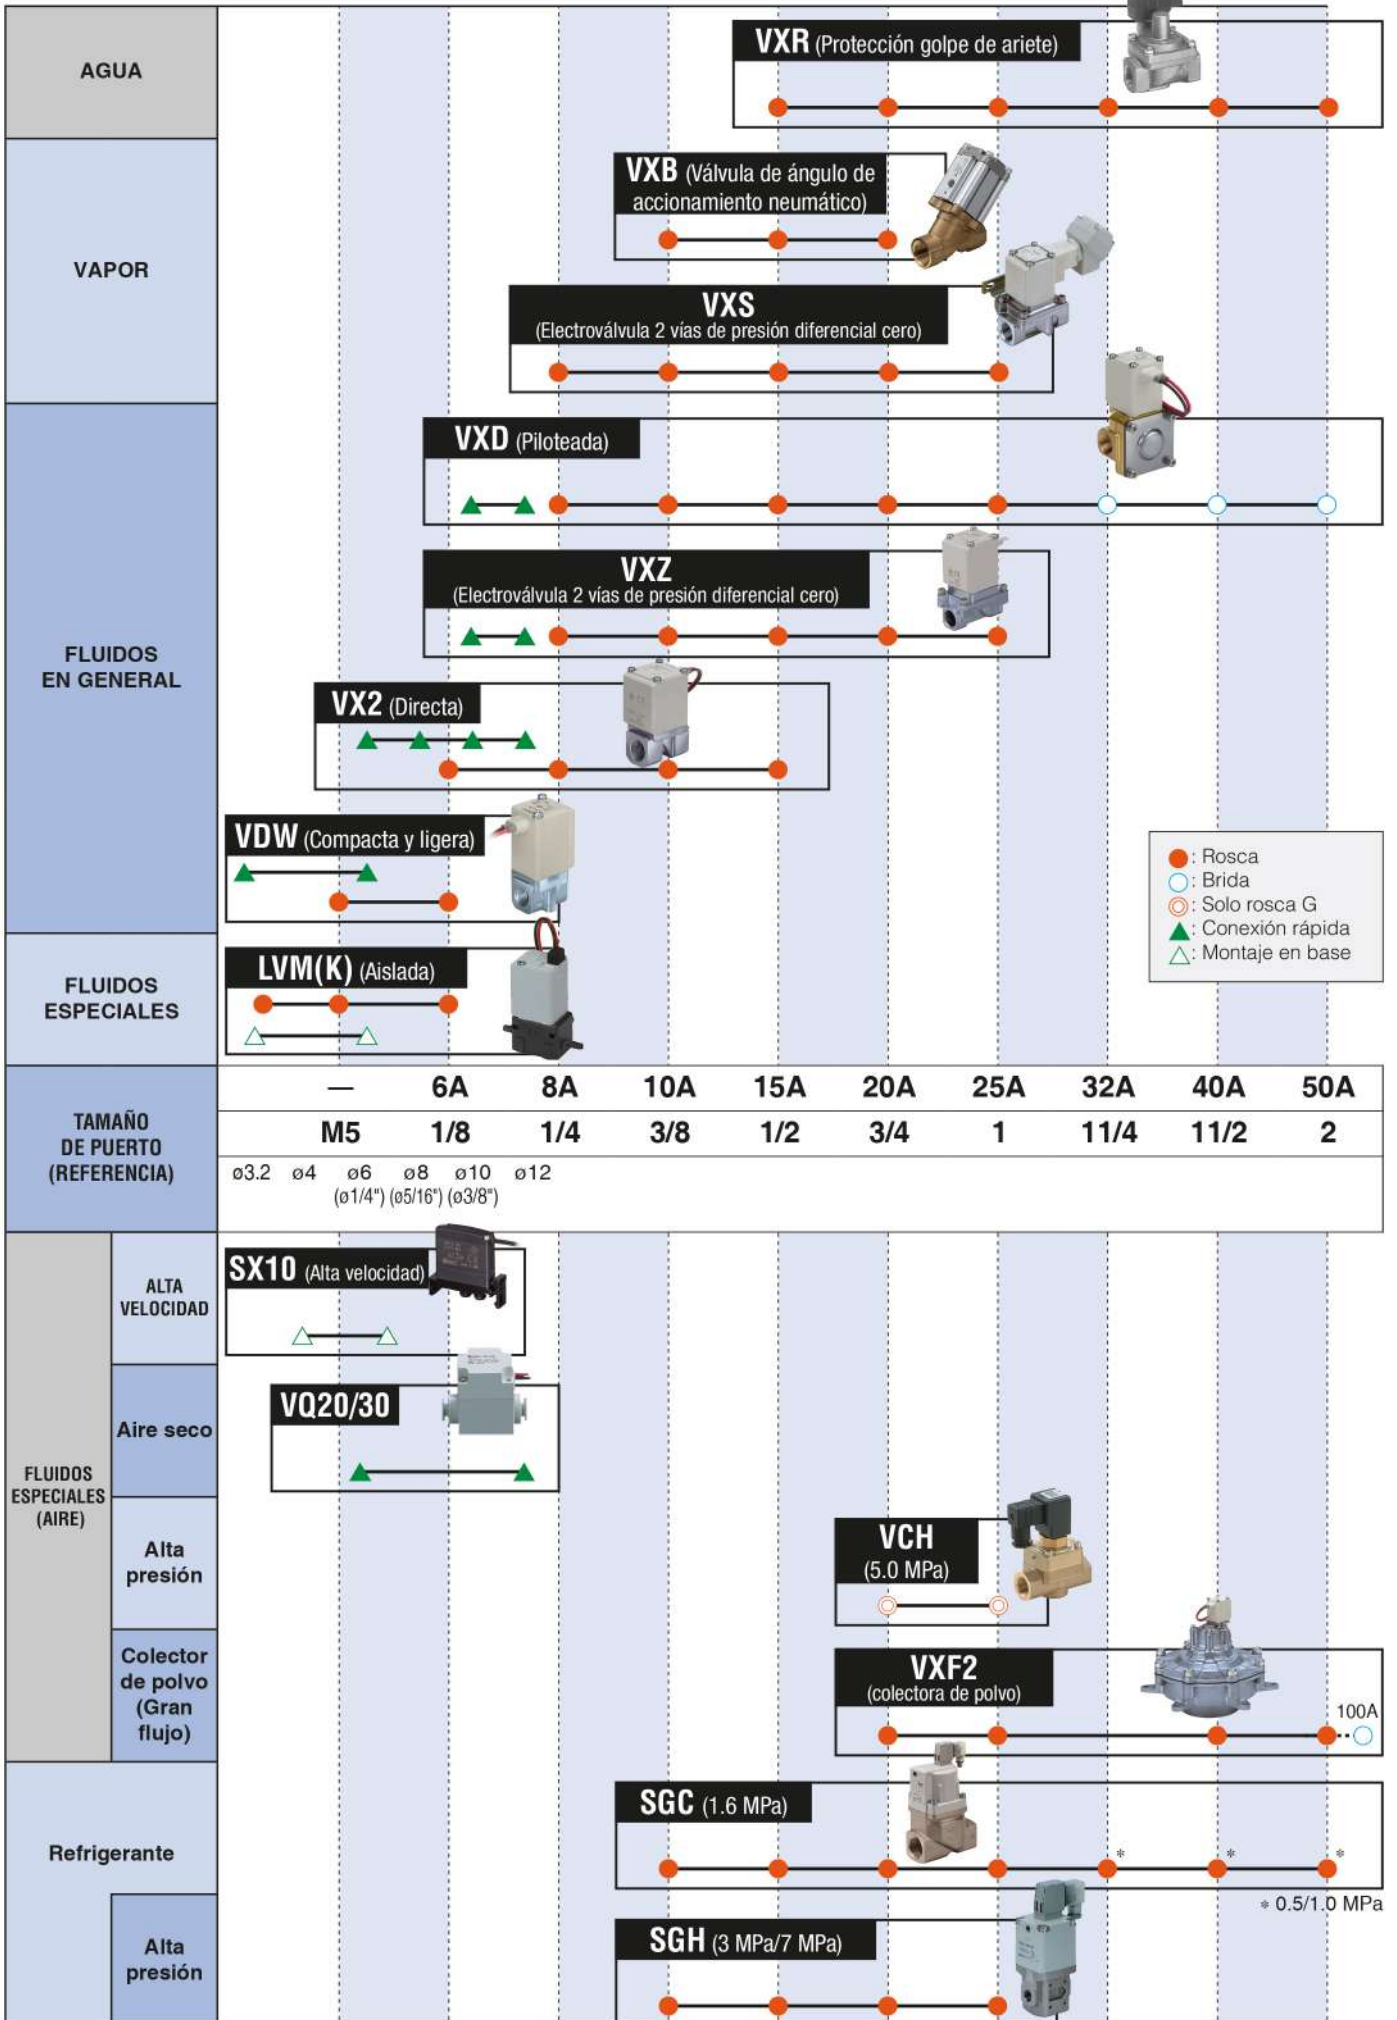 AGUA
VXR (Protección golpe de ariete)
VAPOR
VXB (Válvula de ángulo de
accionamiento neumático)
VXS
(Electroválvula 2 vías de presión diferencial cero)
FLUIDOS
EN GENERAL
VXD (Piloteada)
VXZ
(Electroválvula 2 vías de presión diferencial cero)
VX2 (Directa)
VDW (Compacta y ligera)
: Rosca
: Brida
: Solo rosca G
: Conexión rápida
: Montaje en base
FLUIDOS
ESPECIALES
LVM(K) (Aislada)
TAMAÑO
DE PUERTO
(REFERENCIA)
— 6A 8A 10A 15A 20A 25A 32A 40A 50A
M5 1/8 1/4 3/8 1/2 3/4 1 11/4 11/2 2
ø3.2 ø4 ø6 ø8 ø10 ø12
(ø1/4") (ø5/16") (ø3/8")
FLUIDOS
ESPECIALES
(AIRE)
ALTA
VELOCIDAD
SX10 (Alta velocidad)
Aire seco
VQ20/30
Alta
presión
VCH
(5.0 MPa)
Colector
de polvo
(Gran
flujo)
VXF2
(colectora de polvo)
100A
Refrigerante
SGC (1.6 MPa)
* * *
* 0.5/1.0 MPa
Alta
presión
SGH (3 MPa/7 MPa)